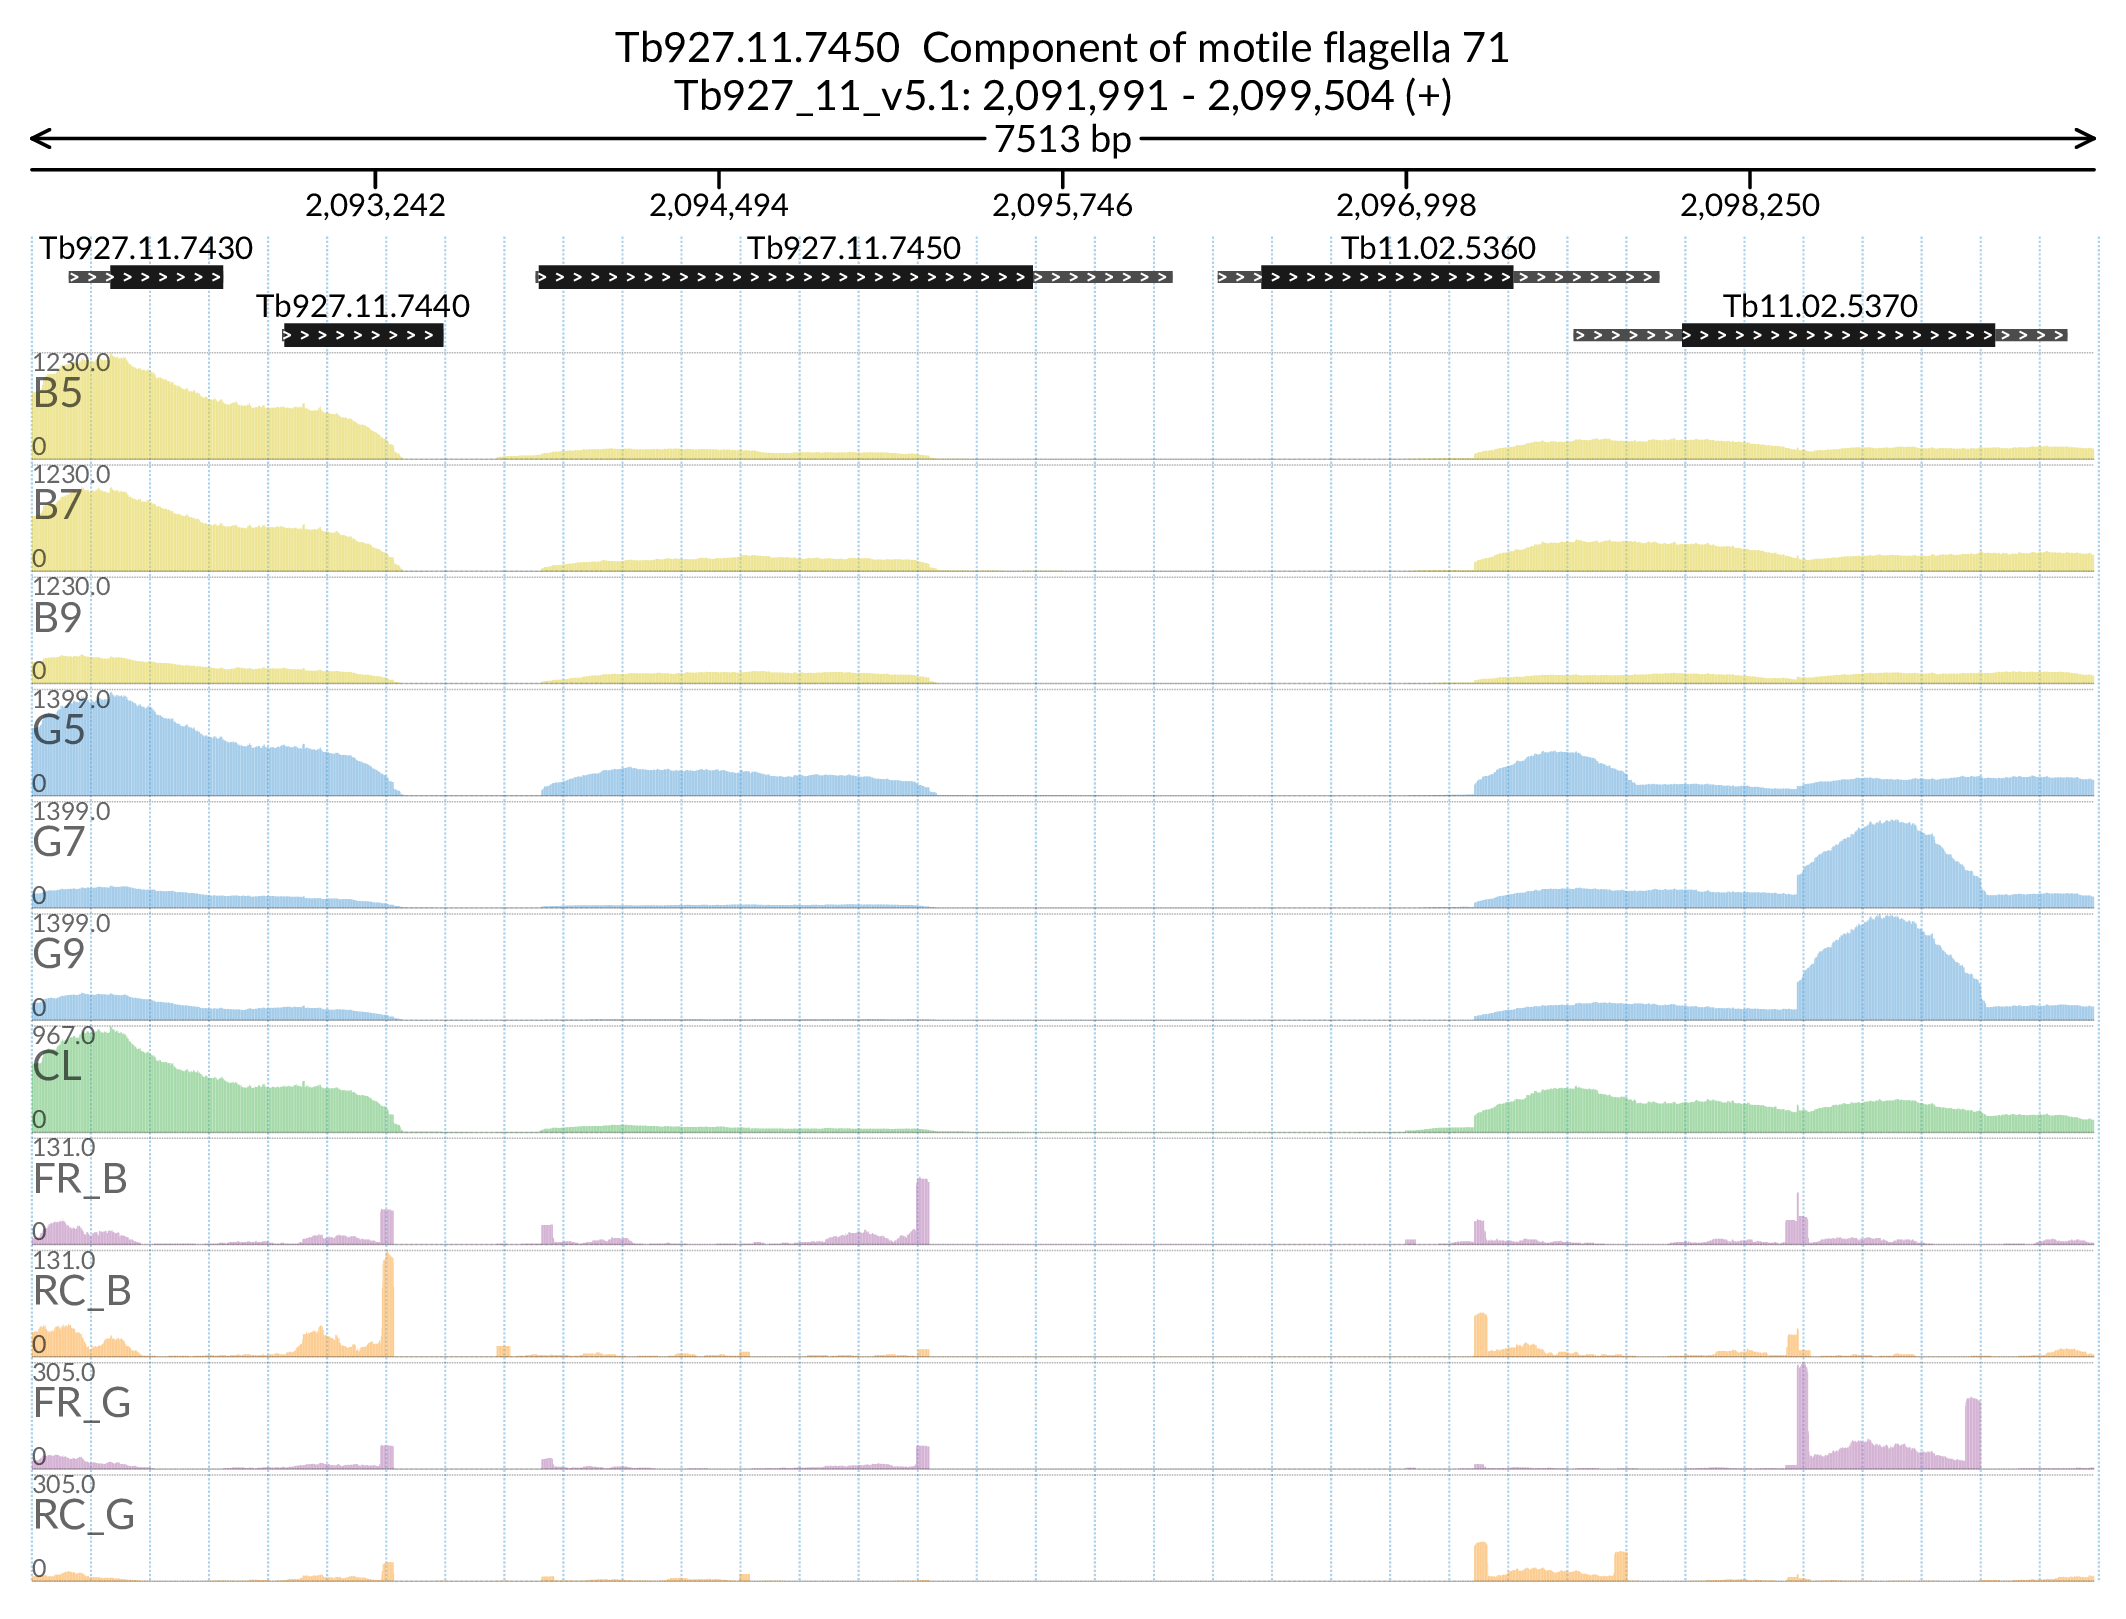 Tb927.11.7450  Component of motile flagella 71
Tb927_11_v5.1: 2,091,991 - 2,099,504 (+)
7513 bp
2,093,242 2,094,494 2,095,746 2,096,998 2,098,250
Tb927.11.7430 Tb927.11.7450 Tb11.02.5360
Tb927.11.7440 Tb11.02.5370
1230.0
B5
0
1230.0
B7
0
1230.0
B9
0
1399.0
G5
0
1399.0
G7
0
1399.0
G9
0
967.0
CL
0
131.0
FR_B
0
131.0
RC_B
0
305.0
FR_G
0
305.0
RC_G
0